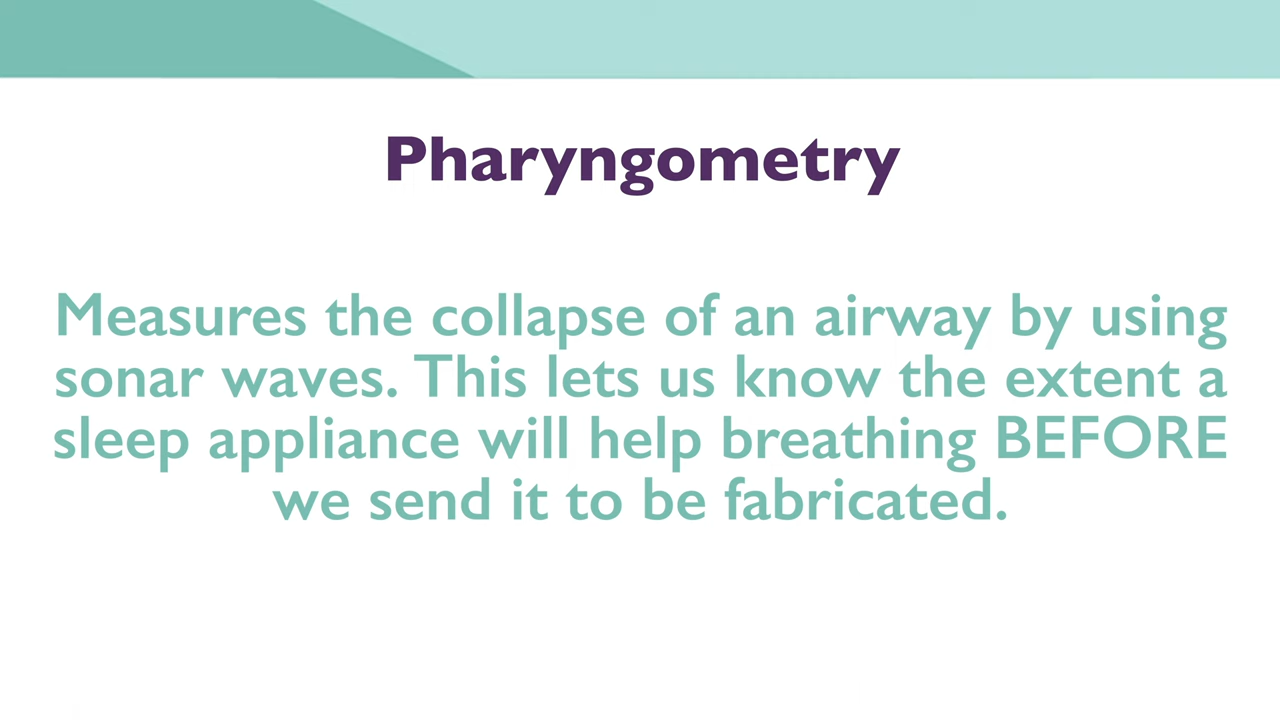 Pharyngometry
Measures the collapse of an airway by using
sonar waves. This lets us know the extent a
sleep appliance will help breathing BEFORE
we send it to be fabricated.